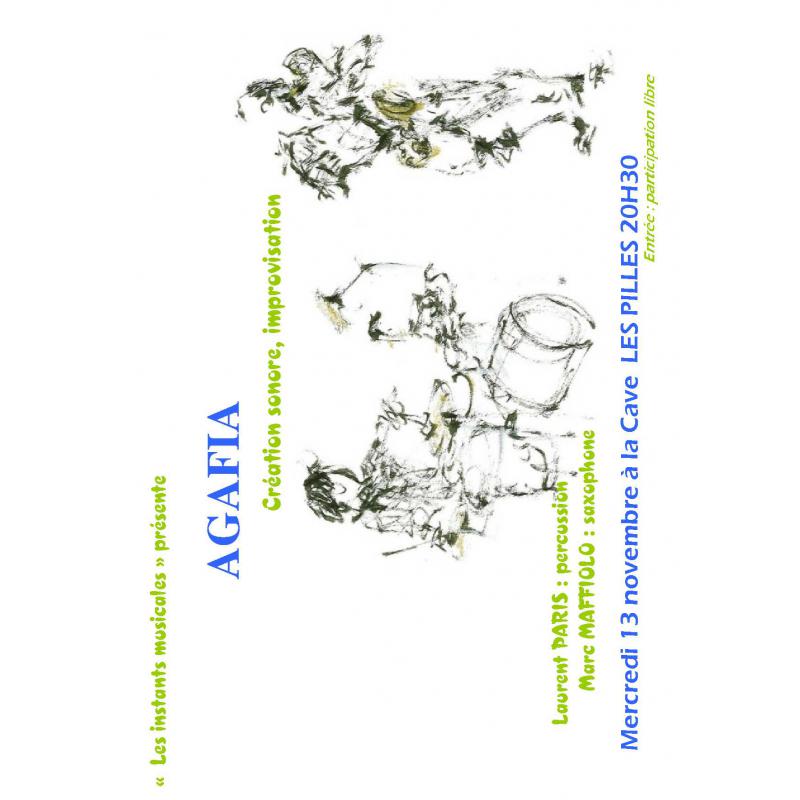 « Les instants musicales » présente
AGAFIA
Création sonore, improvisation
Laurent PARIS : percussion
Marc MAFFIOLO : saxophone
Mercredi 13 novembre à la Cave LES PILLES 20H30
Entrée : participation libre